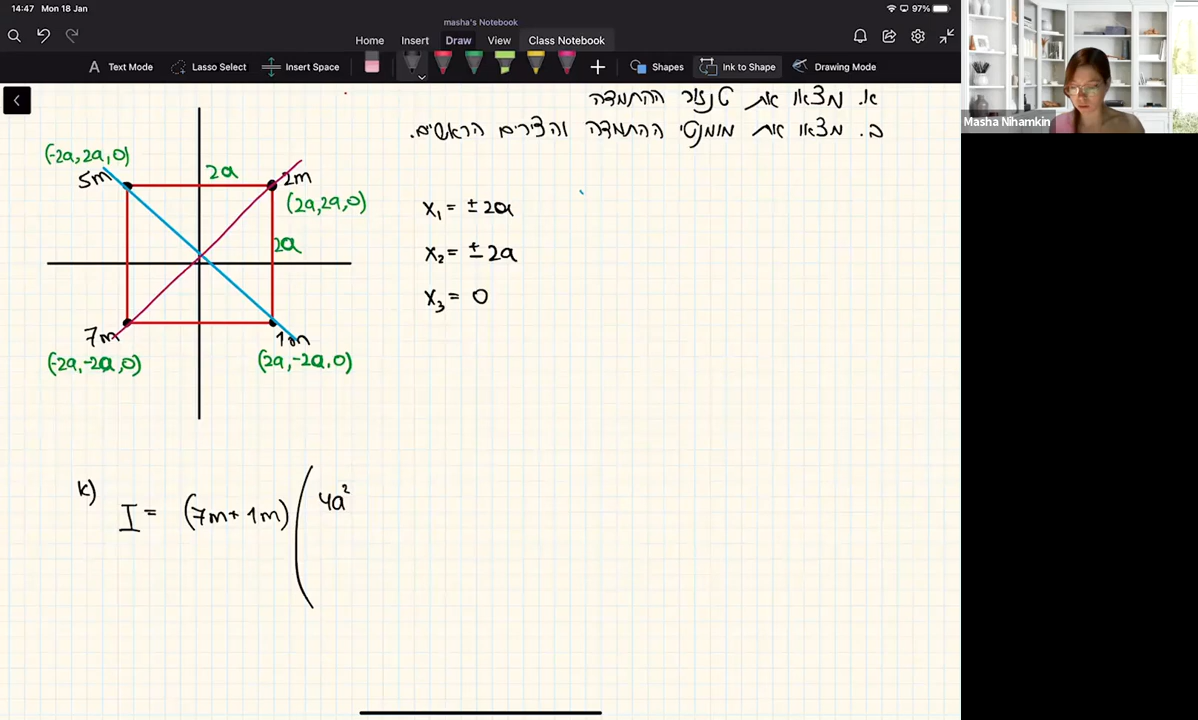 14:47 Mon 18 Jan
97%
masha's Notebook
Home Insert Draw View Class Notebook
Text Mode Lasso Select Insert Space Shapes Ink to Shape Drawing Mode
א. מצאו את טנזור ההתמדה
ב. מצאו את מומנטי ההתמדה והצירים הראשים.
(-2a,2a,0)
5m
2a
2m
(2a,2a,0)
2a
7m
(-2a,-2a,0)
1m
(2a,-2a,0)
x₁ = ± 2a
x₂ = ± 2a
x₃ = 0
א)
I = (7m+1m) ( 4a²
Masha Nihamkin